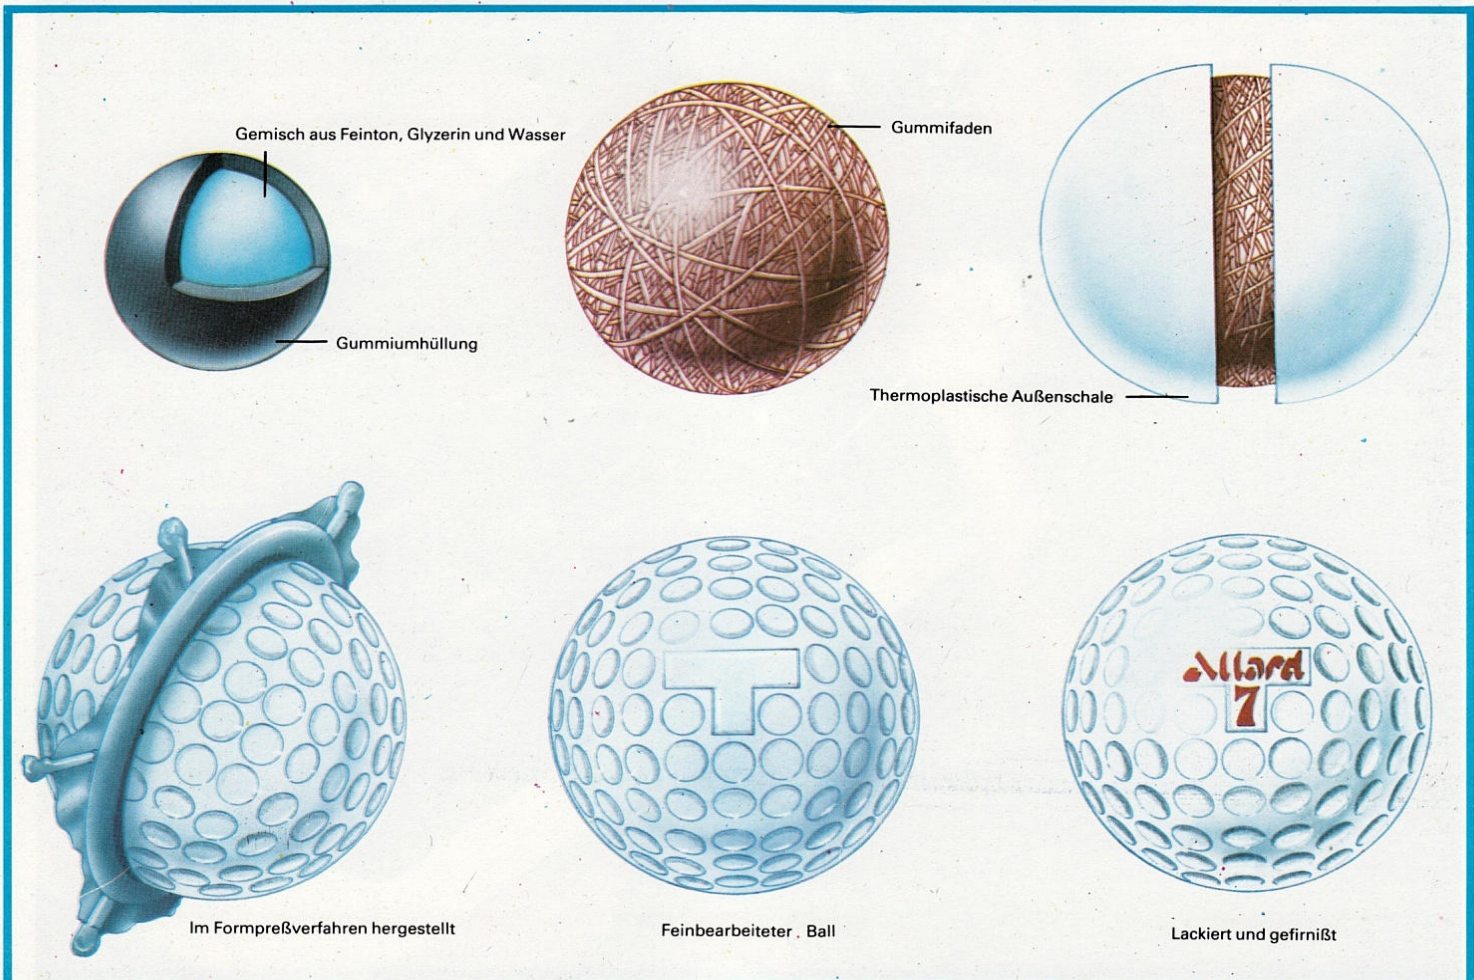 Gemisch aus Feinton, Glyzerin und Wasser
Gummiumhüllung
Gummifaden
Thermoplastische Außenschale
Im Formpreßverfahren hergestellt
Feinbearbeiteter Ball
Allard
7
Lackiert und gefirnißt